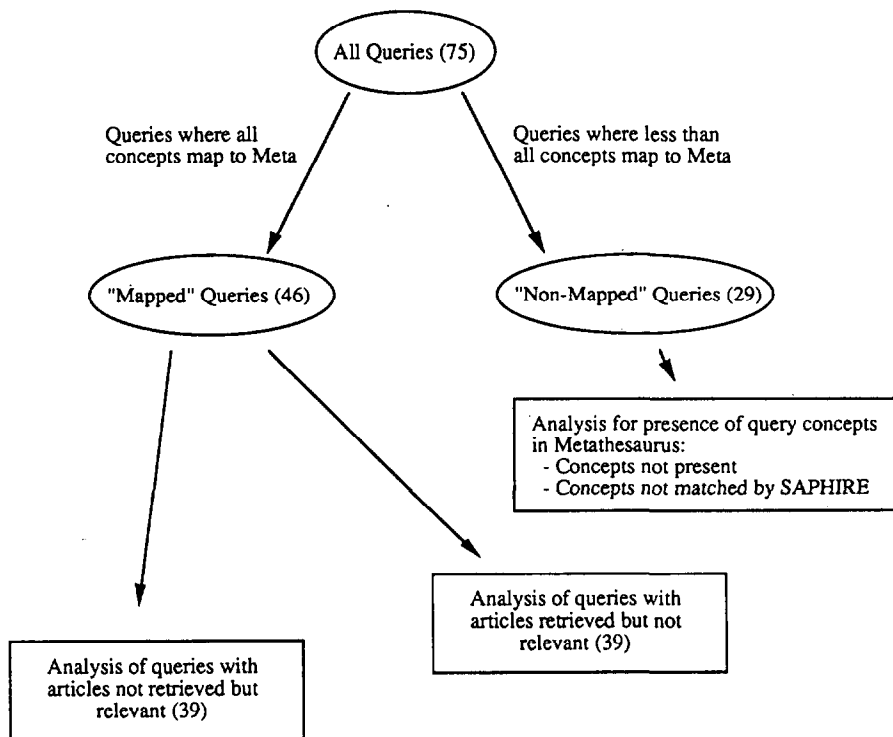 All Queries (75)
Queries where all
concepts map to Meta
Queries where less than
all concepts map to Meta
"Mapped" Queries (46)
"Non-Mapped" Queries (29)
Analysis for presence of query concepts
in Metathesaurus:
- Concepts not present
- Concepts not matched by SAPHIRE
Analysis of queries with
articles retrieved but not
relevant (39)
Analysis of queries with
articles not retrieved but
relevant (39)